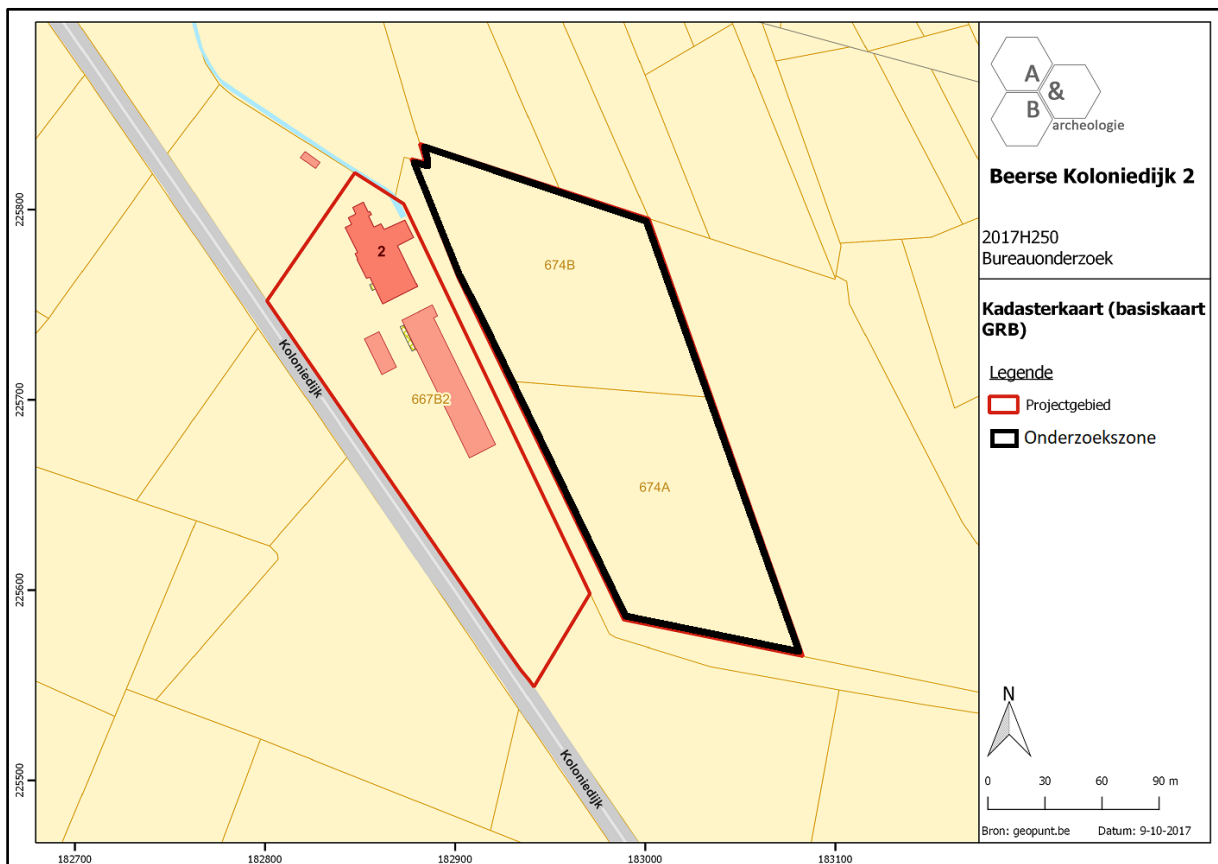 A
&
B
archeologie
Beerse Koloniedijk 2
2017H250
Bureauonderzoek
Kadasterkaart (basiskaart
GRB)
Legende
Projectgebied
Onderzoekszone
N
0 30 60 90 m
Bron: geopunt.be Datum: 9-10-2017
2
674B
667B2
674A
Koloniedijk
Koloniedijk
225800
225700
225600
225500
182700 182800 182900 183000 183100